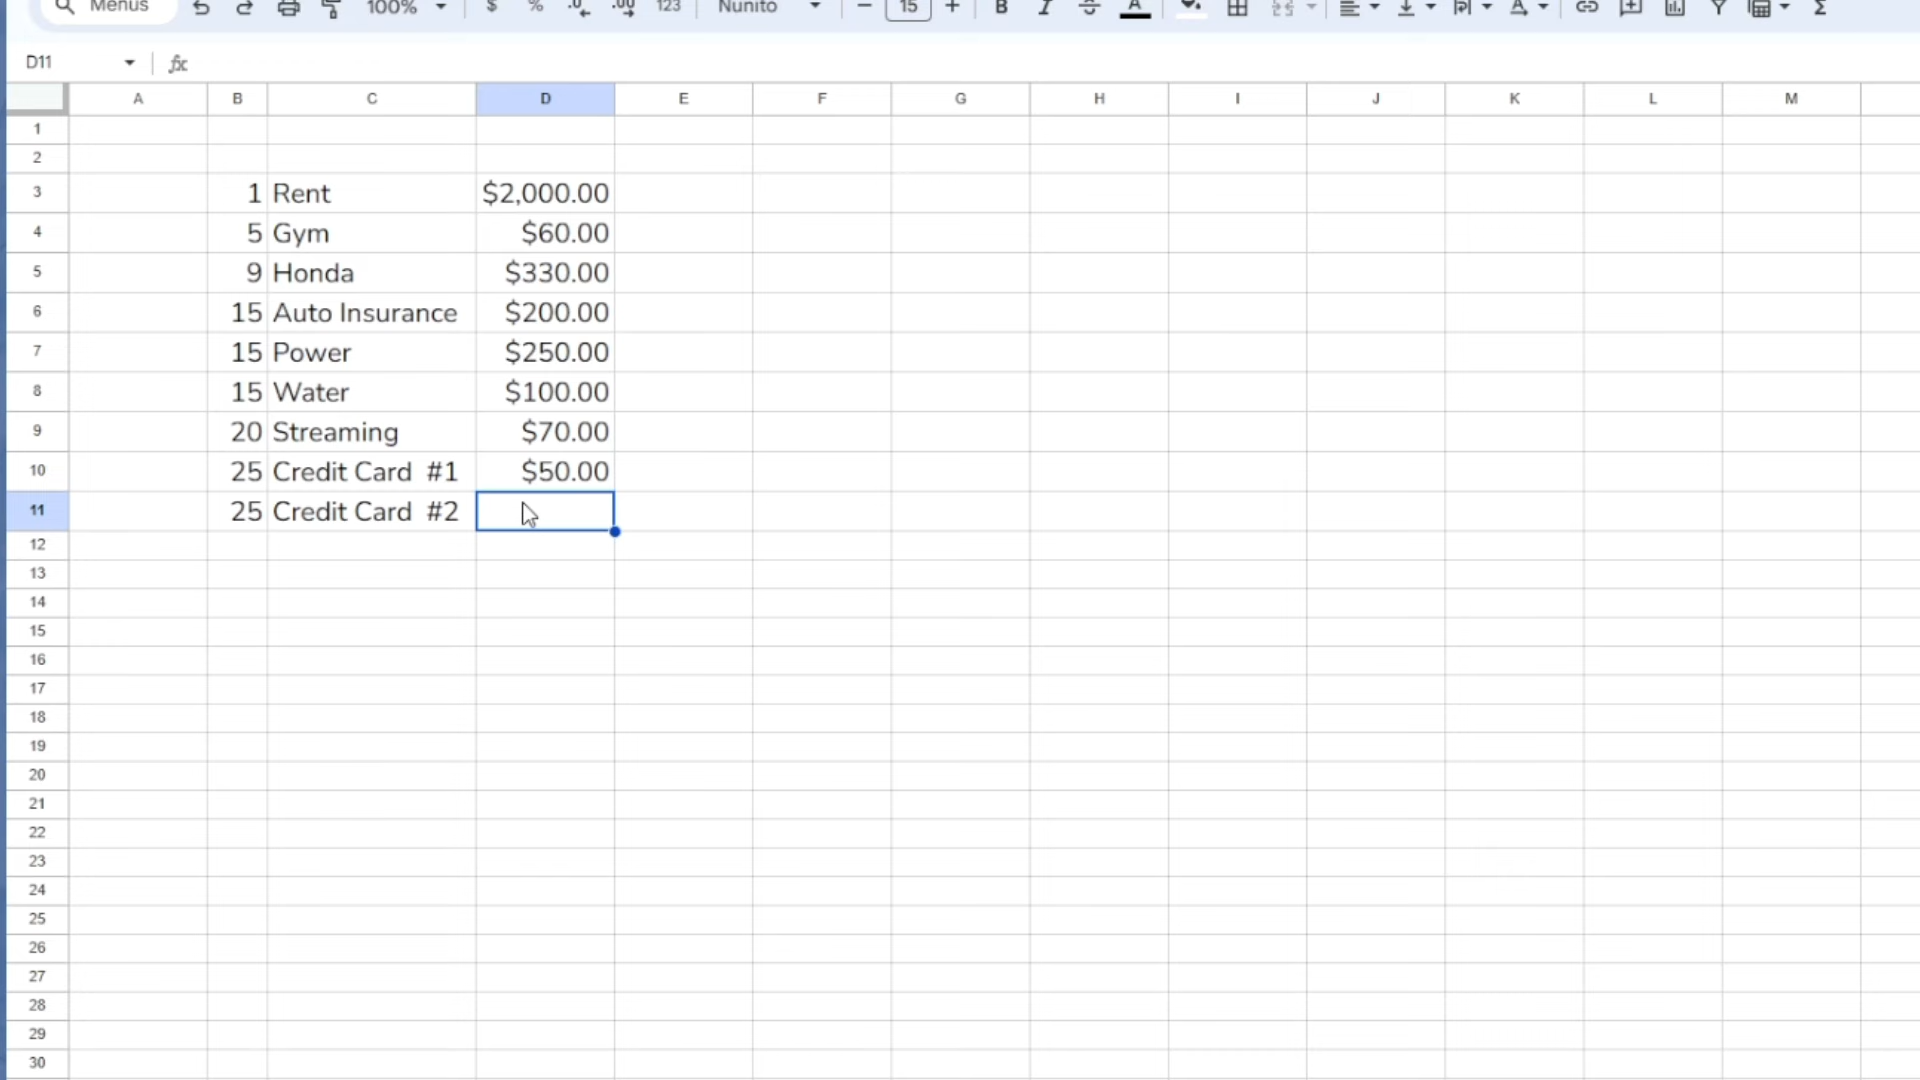 Menus 100% $ % .0 .00 123 Nunito 15 B I A
D11 fx
A B C D E F G H I J K L M
1
2
3 1 Rent $2,000.00
4 5 Gym $60.00
5 9 Honda $330.00
6 15 Auto Insurance $200.00
7 15 Power $250.00
8 15 Water $100.00
9 20 Streaming $70.00
10 25 Credit Card #1 $50.00
11 25 Credit Card #2
12
13
14
15
16
17
18
19
20
21
22
23
24
25
26
27
28
29
30